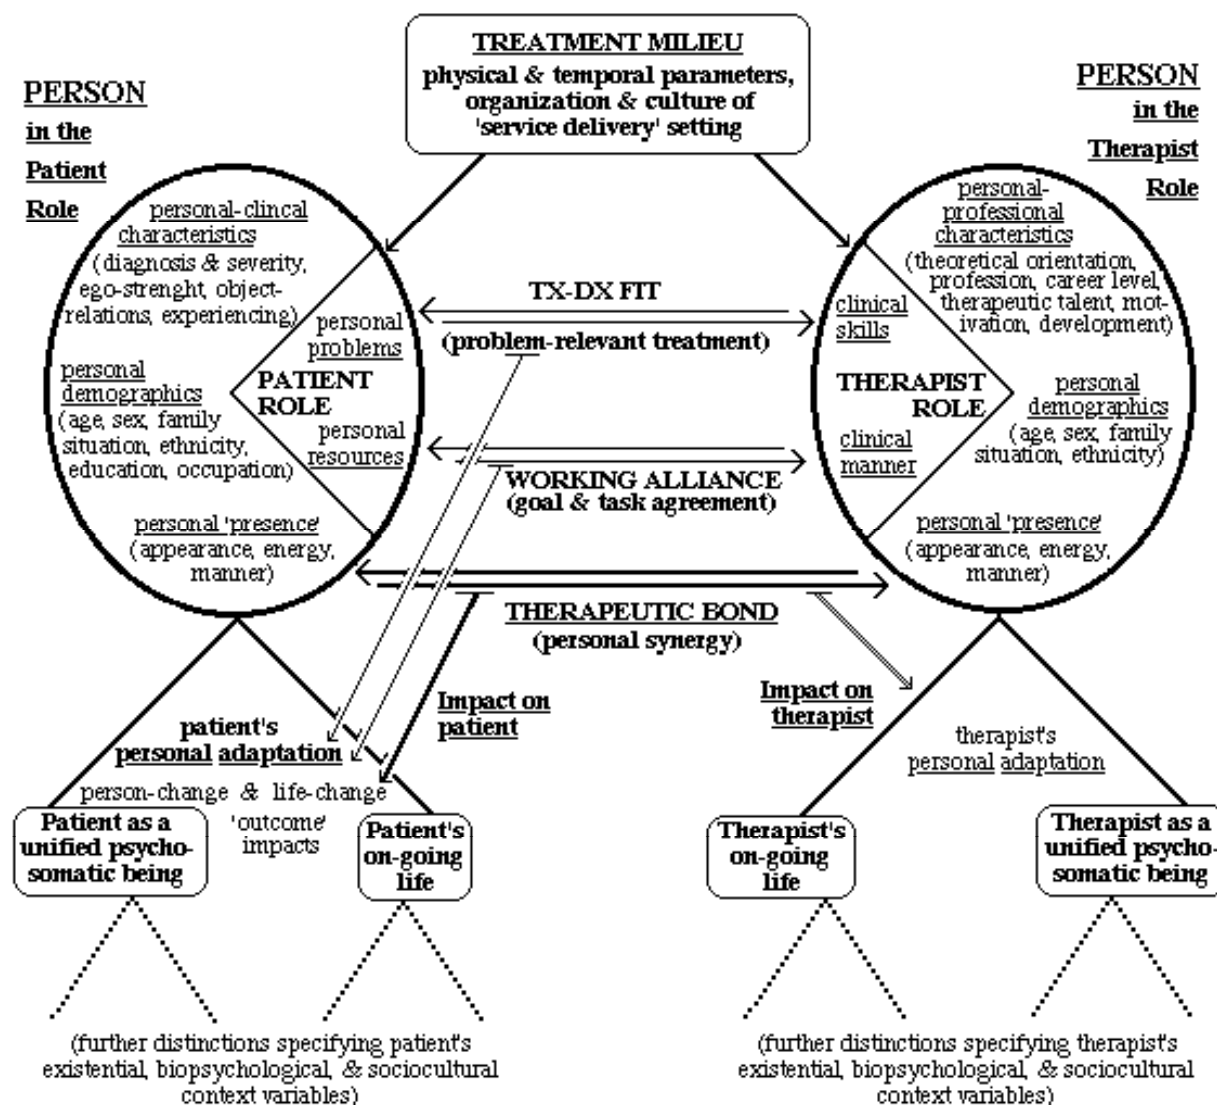 TREATMENT MILIEU
physical & temporal parameters,
organization & culture of
'service delivery' setting
PERSON
in the
Patient
Role
PERSON
in the
Therapist
Role
personal-clincal
characteristics
(diagnosis & severity,
ego-strenght, object-
relations, experiencing)
personal
problems
personal
demographics
(age, sex, family
situation, ethnicity,
education, occupation)
PATIENT
ROLE
personal
resources
personal 'presence'
(appearance, energy,
manner)
TX-DX FIT
(problem-relevant treatment)
WORKING ALLIANCE
(goal & task agreement)
THERAPEUTIC BOND
(personal synergy)
personal-
professional
characteristics
(theoretical orientation,
profession, career level,
therapeutic talent, mot-
ivation, development)
clinical
skills
THERAPIST
ROLE
personal
demographics
(age, sex, family
situation, ethnicity)
clinical
manner
personal 'presence'
(appearance, energy,
manner)
Impact on
patient
Impact on
therapist
patient's
personal adaptation
person-change & life-change
'outcome'
impacts
therapist's
personal adaptation
Patient as a
unified psycho-
somatic being
Patient's
on-going
life
Therapist's
on-going
life
Therapist as a
unified psycho-
somatic being
(further distinctions specifying patient's
existential, biopsychological, & sociocultural
context variables)
(further distinctions specifying therapist's
existential, biopsychological, & sociocultural
context variables)